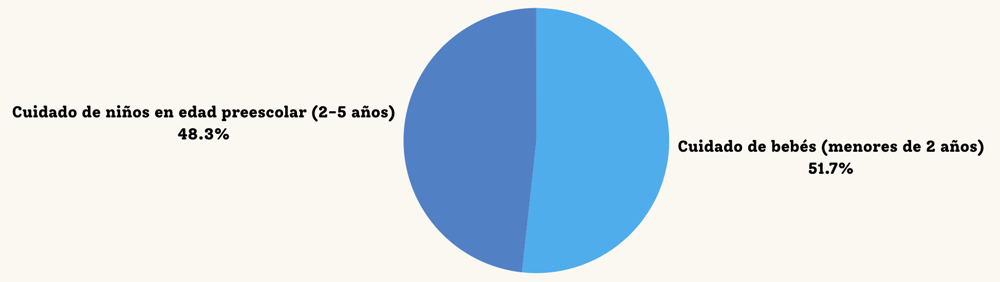 Cuidado de niños en edad preescolar (2-5 años)
48.3%
Cuidado de bebés (menores de 2 años)
51.7%